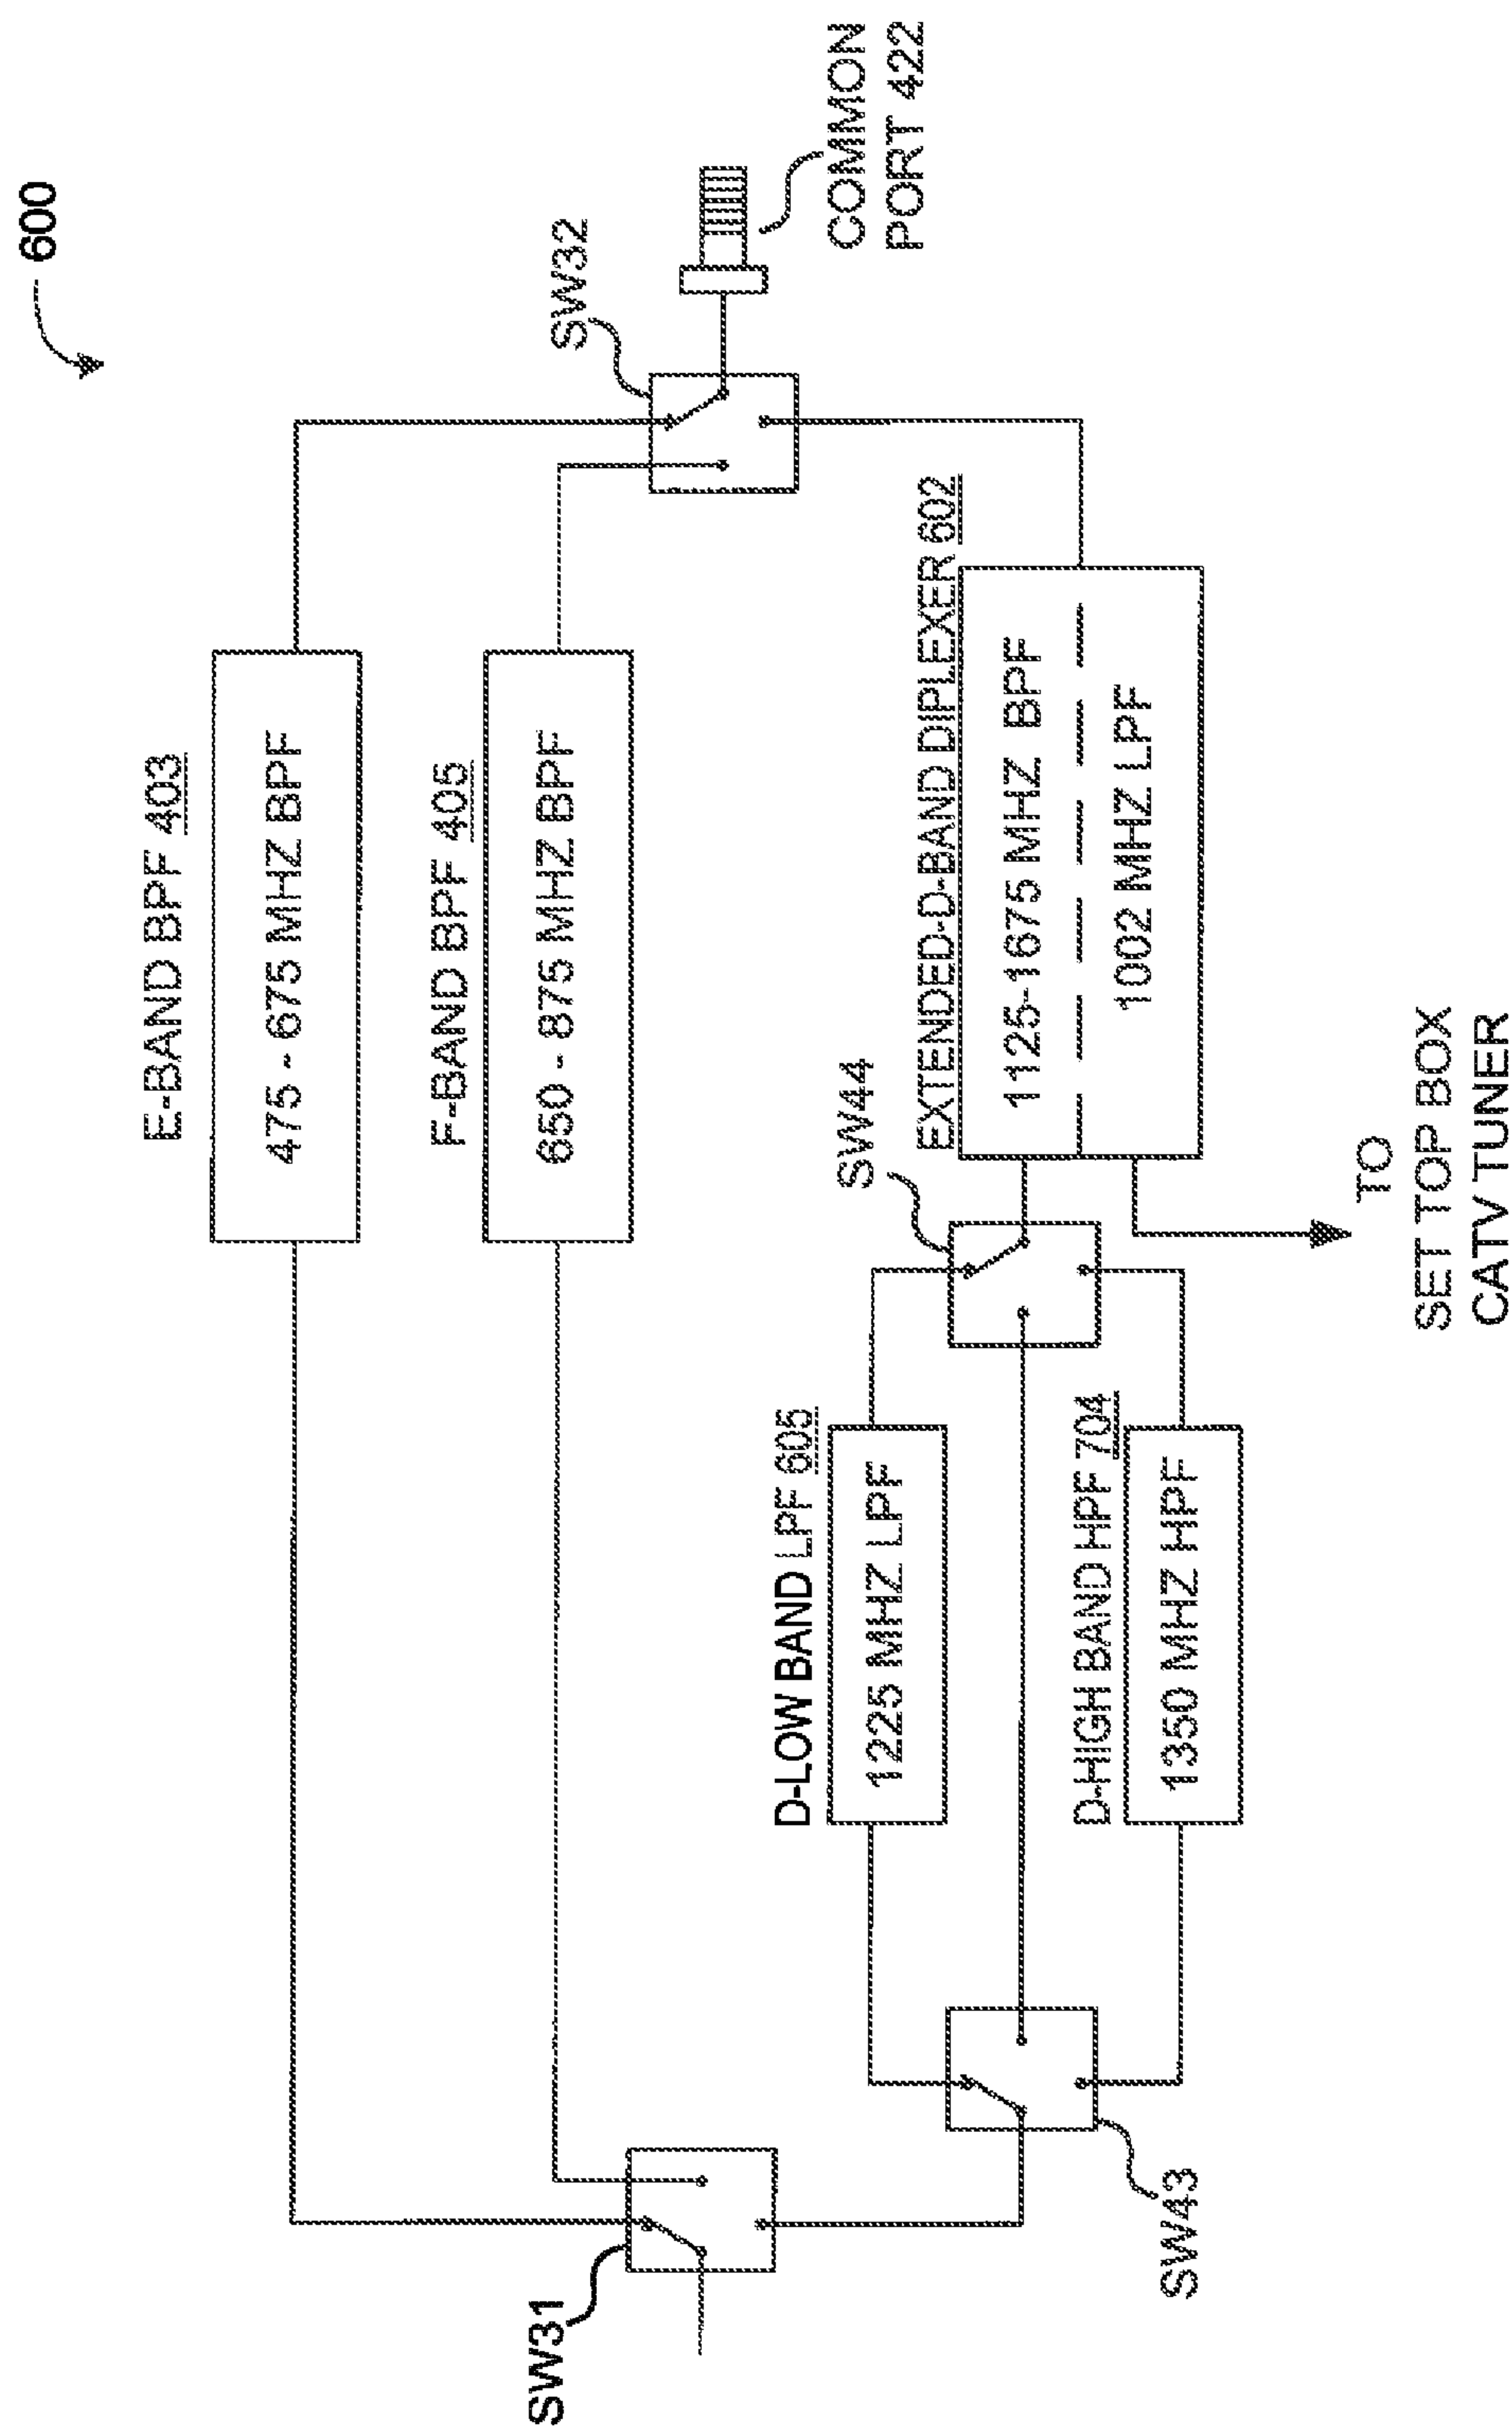 600
E-BAND BPF 403
475 - 675 MHZ BPF
F-BAND BPF 405
650 - 875 MHZ BPF
SW32
COMMON
PORT 422
SW31
D-LOW BAND LPF 605
1225 MHZ LPF
SW44
EXTENDED-D-BAND DIPLEXER 602
1125-1675 MHZ BPF
1002 MHZ LPF
D-HIGH BAND HPF 704
1350 MHZ HPF
SW43
TO
SET TOP BOX
CATV TUNER